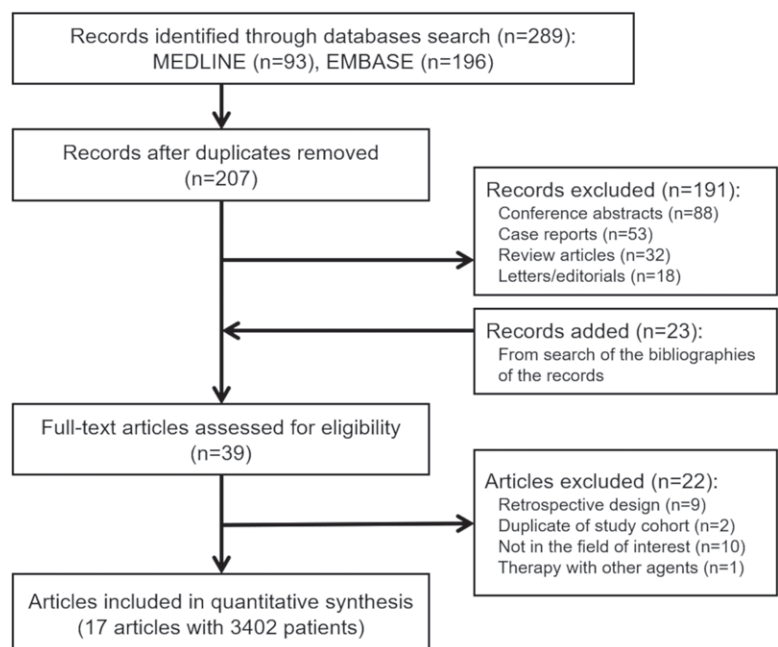 Records identified through databases search (n=289):
MEDLINE (n=93), EMBASE (n=196)
Records after duplicates removed
(n=207)
Records excluded (n=191):
Conference abstracts (n=88)
Case reports (n=53)
Review articles (n=32)
Letters/editorials (n=18)
Records added (n=23):
From search of the bibliographies
of the records
Full-text articles assessed for eligibility
(n=39)
Articles excluded (n=22):
Retrospective design (n=9)
Duplicate of study cohort (n=2)
Not in the field of interest (n=10)
Therapy with other agents (n=1)
Articles included in quantitative synthesis
(17 articles with 3402 patients)